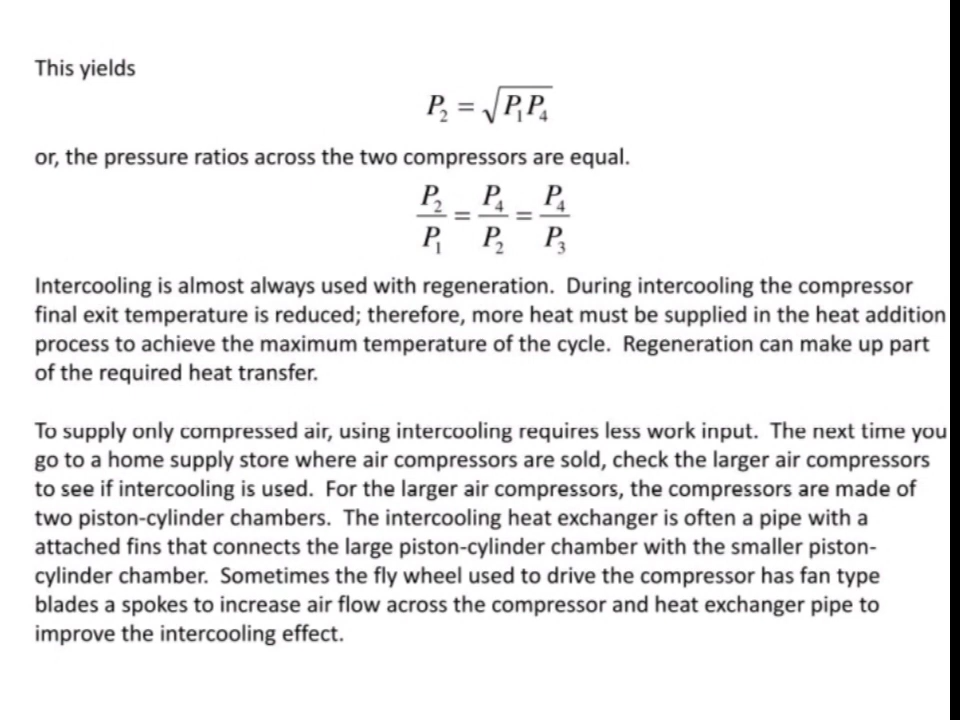 This yields
P₂ = √P₁P₄
or, the pressure ratios across the two compressors are equal.
P₂/P₁ = P₄/P₂ = P₄/P₃
Intercooling is almost always used with regeneration. During intercooling the compressor
final exit temperature is reduced; therefore, more heat must be supplied in the heat addition
process to achieve the maximum temperature of the cycle. Regeneration can make up part
of the required heat transfer.
To supply only compressed air, using intercooling requires less work input. The next time you
go to a home supply store where air compressors are sold, check the larger air compressors
to see if intercooling is used. For the larger air compressors, the compressors are made of
two piston-cylinder chambers. The intercooling heat exchanger is often a pipe with a
attached fins that connects the large piston-cylinder chamber with the smaller piston-
cylinder chamber. Sometimes the fly wheel used to drive the compressor has fan type
blades a spokes to increase air flow across the compressor and heat exchanger pipe to
improve the intercooling effect.